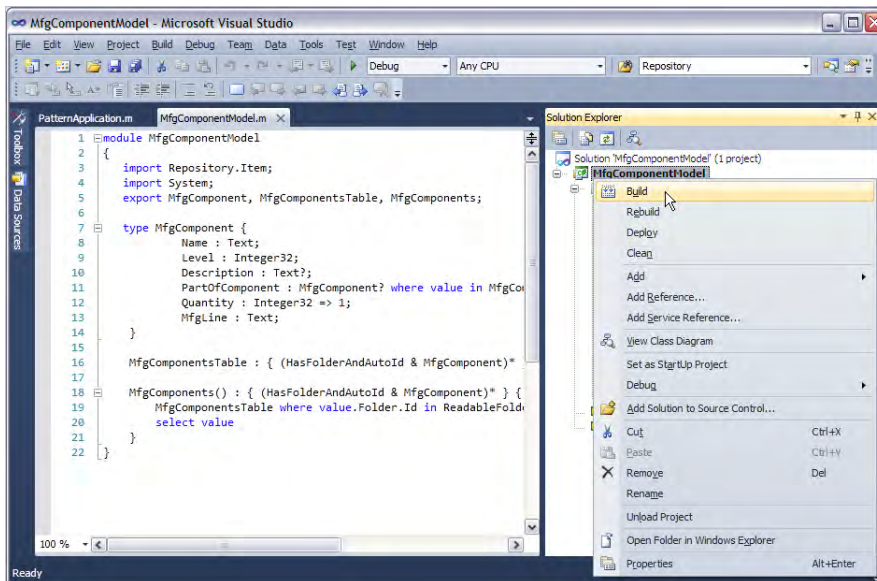 MfgComponentModel - Microsoft Visual Studio
File Edit View Project Build Debug Team Data Tools Test Window Help
Debug Any CPU Repository
PatternApplication.m MfgComponentModel.m
Toolbox
Data Sources
1 module MfgComponentModel
2 {
3 import Repository.Item;
4 import System;
5 export MfgComponent, MfgComponentsTable, MfgComponents;
6
7 type MfgComponent {
8 Name : Text;
9 Level : Integer32;
10 Description : Text?;
11 PartOfComponent : MfgComponent? where value in MfgCo
12 Quantity : Integer32 => 1;
13 MfgLine : Text;
14 }
15
16 MfgComponentsTable : { (HasFolderAndAutoId & MfgComponent)*
17
18 MfgComponents() : { (HasFolderAndAutoId & MfgComponent)* } {
19 MfgComponentsTable where value.Folder.Id in ReadableFold
20 select value
21 }
22 }
100 %
Ready
Solution Explorer
Solution 'MfgComponentModel' (1 project)
MfgComponentModel
Build
Rebuild
Deploy
Clean
Add
Add Reference...
Add Service Reference...
View Class Diagram
Set as StartUp Project
Debug
Add Solution to Source Control...
Cut Ctrl+X
Paste Ctrl+V
Remove Del
Rename
Unload Project
Open Folder in Windows Explorer
Properties Alt+Enter